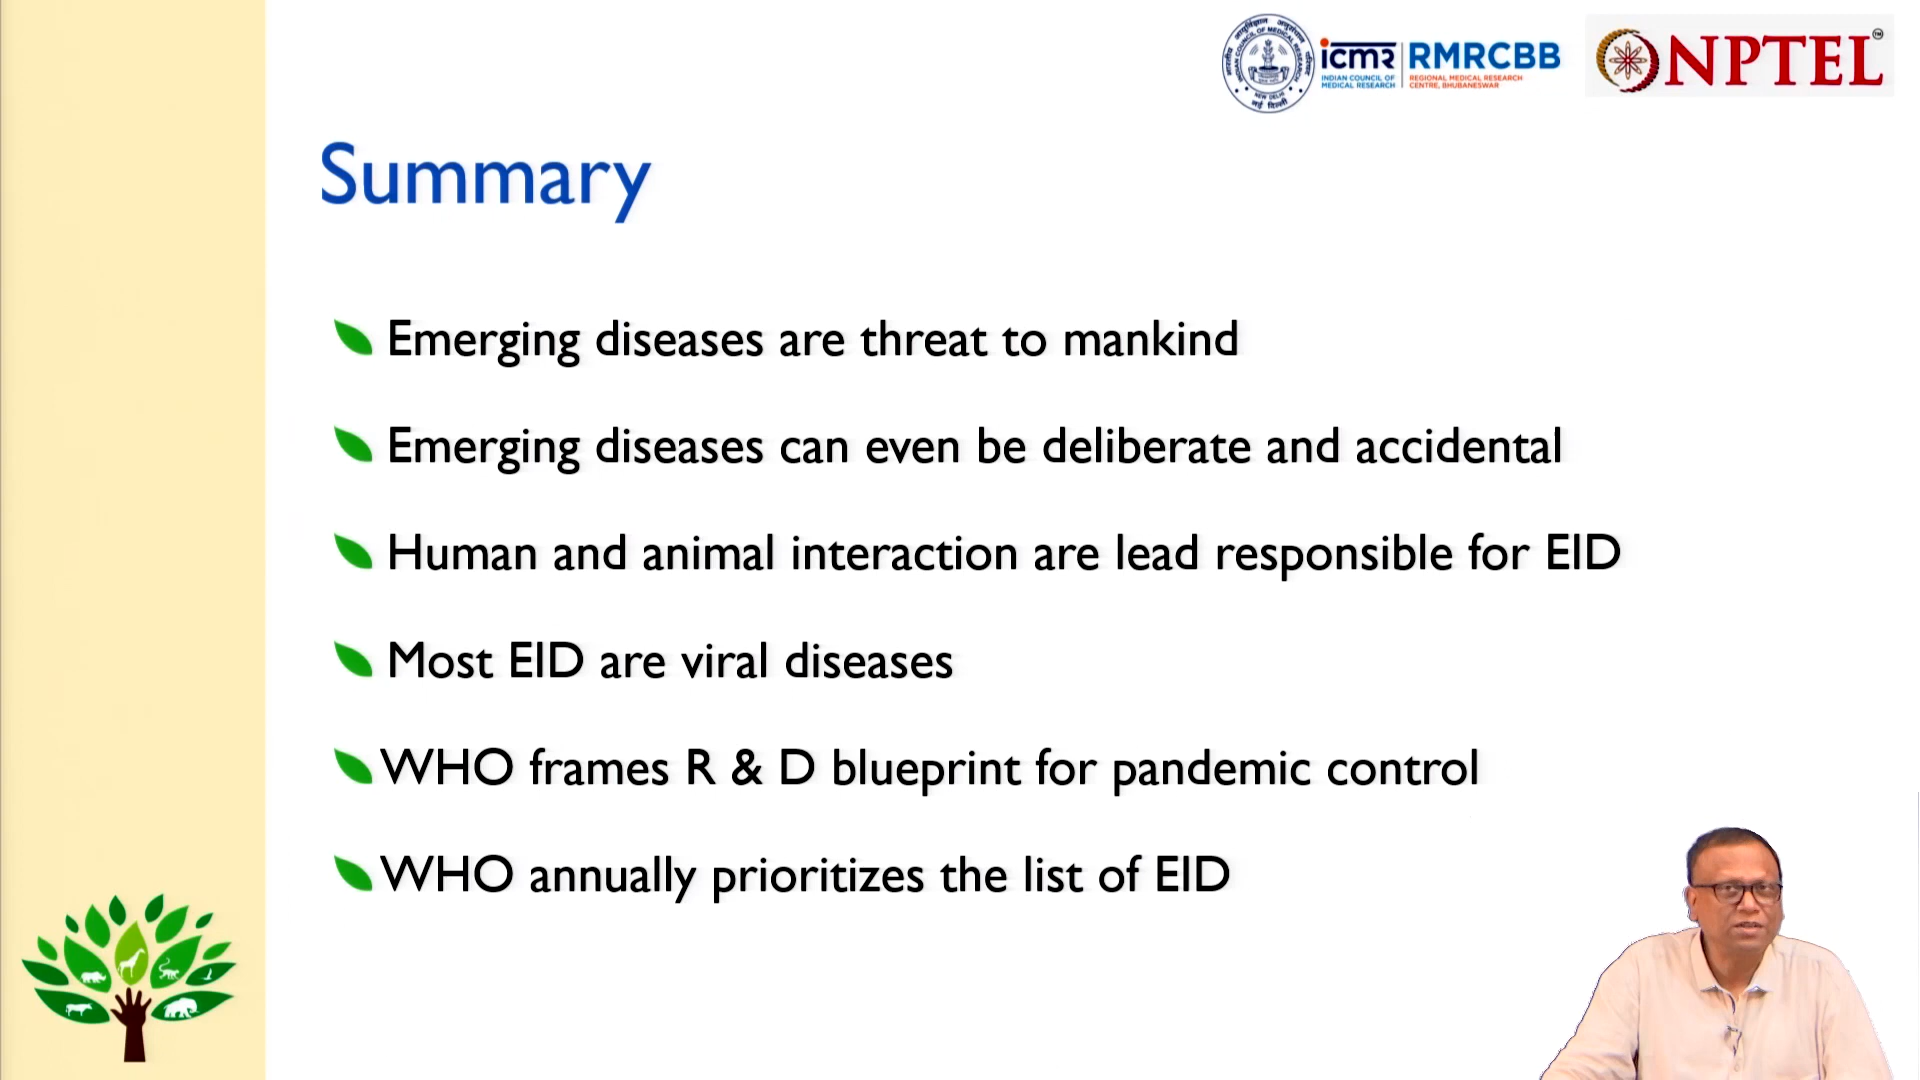 icmr
INDIAN COUNCIL OF
MEDICAL RESEARCH
RMRCBB
REGIONAL MEDICAL RESEARCH
CENTRE, BHUBANESWAR
NPTEL
Summary
Emerging diseases are threat to mankind
Emerging diseases can even be deliberate and accidental
Human and animal interaction are lead responsible for EID
Most EID are viral diseases
WHO frames R & D blueprint for pandemic control
WHO annually prioritizes the list of EID